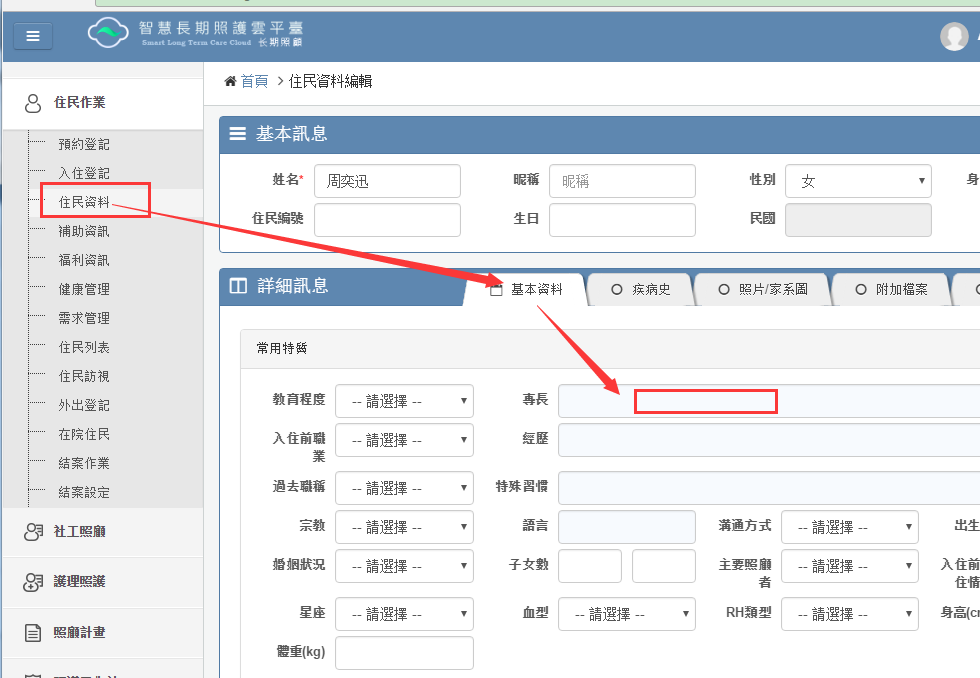 智慧長期照護雲平臺
Smart Long Term Care Cloud 长期照顧
首頁 > 住民資料編輯
住民作業
預約登記
入住登記
住民資料
補助資訊
福利資訊
健康管理
需求管理
住民列表
住民訪視
外出登記
在院住民
結案作業
結案設定
社工照顧
護理照護
照顧計畫
基本訊息
姓名* 周奕迅 昵稱 昵稱 性別 女 身
住民編號 生日 民國
詳細訊息 基本資料 疾病史 照片/家系圖 附加檔案
常用特質
教育程度 -- 請選擇 -- 專長
入住前職業 -- 請選擇 -- 經歷
過去職稱 -- 請選擇 -- 特殊習慣
宗教 -- 請選擇 -- 語言 溝通方式 -- 請選擇 -- 出生
婚姻狀況 -- 請選擇 -- 子女數 主要照顧者 -- 請選擇 -- 入住前
住情
星座 -- 請選擇 -- 血型 -- 請選擇 -- RH類型 -- 請選擇 -- 身高(cm
體重(kg)